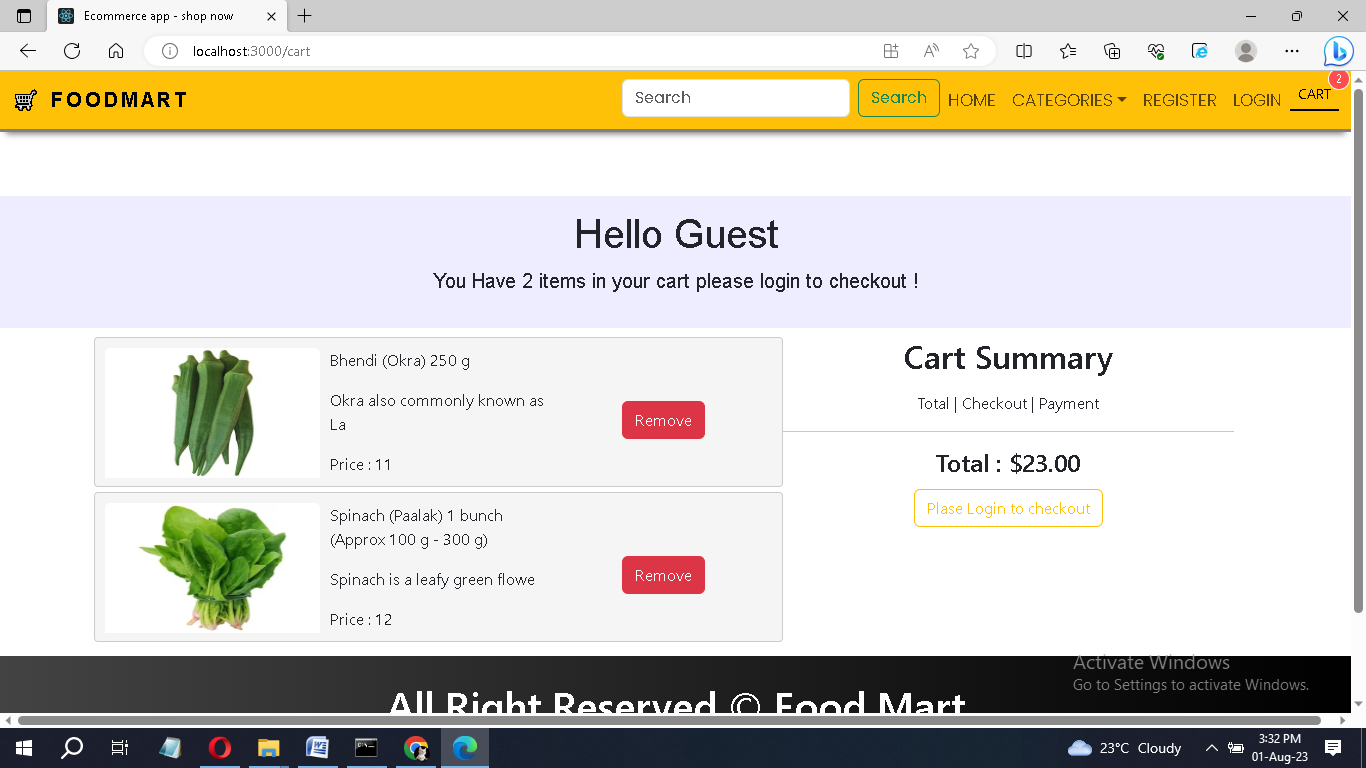 Ecommerce app - shop now
localhost:3000/cart
FOODMART
Search
Search
HOME
CATEGORIES
REGISTER
LOGIN
CART
2
Hello Guest
You Have 2 items in your cart please login to checkout !
Bhendi (Okra) 250 g
Okra also commonly known as
La
Price : 11
Remove
Spinach (Paalak) 1 bunch
(Approx 100 g - 300 g)
Spinach is a leafy green flowe
Price : 12
Remove
Cart Summary
Total | Checkout | Payment
Total : $23.00
Plase Login to checkout
All Right Reserved © Food Mart
Activate Windows
Go to Settings to activate Windows.
23°C Cloudy
3:32 PM
01-Aug-23